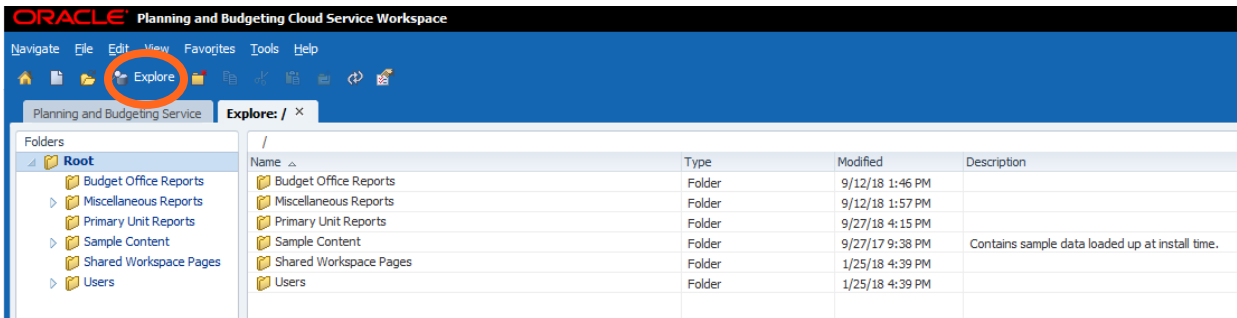 ORACLE® Planning and Budgeting Cloud Service Workspace
Navigate File Edit View Favorites Tools Help
Explore
Planning and Budgeting Service Explore: / ×
Folders /
Root Name Type Modified Description
Budget Office Reports Budget Office Reports Folder 9/12/18 1:46 PM
Miscellaneous Reports Miscellaneous Reports Folder 9/12/18 1:57 PM
Primary Unit Reports Primary Unit Reports Folder 9/27/18 4:15 PM
Sample Content Sample Content Folder 9/27/17 9:38 PM Contains sample data loaded up at install time.
Shared Workspace Pages Shared Workspace Pages Folder 1/25/18 4:39 PM
Users Users Folder 1/25/18 4:39 PM